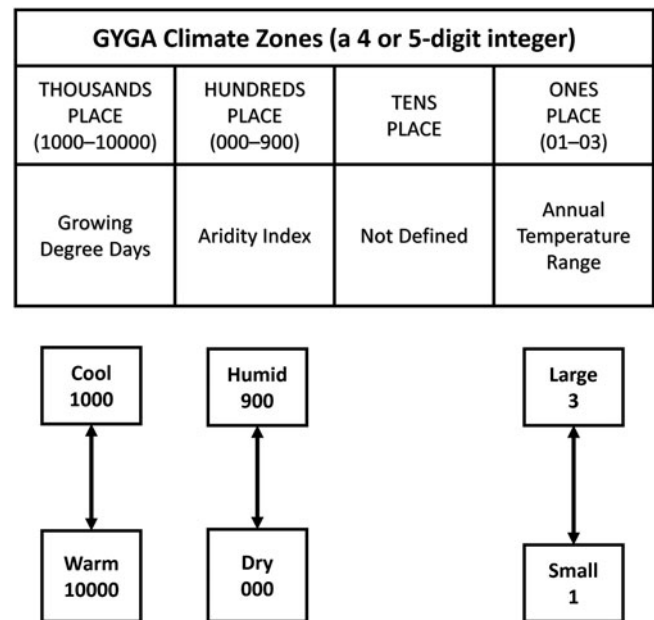 GYGA Climate Zones (a 4 or 5-digit integer)
THOUSANDS
PLACE
(1000–10000)
HUNDREDS
PLACE
(000–900)
TENS
PLACE
ONES
PLACE
(01–03)
Growing
Degree Days
Aridity Index
Not Defined
Annual
Temperature
Range
Cool
1000
Humid
900
Large
3
Warm
10000
Dry
000
Small
1